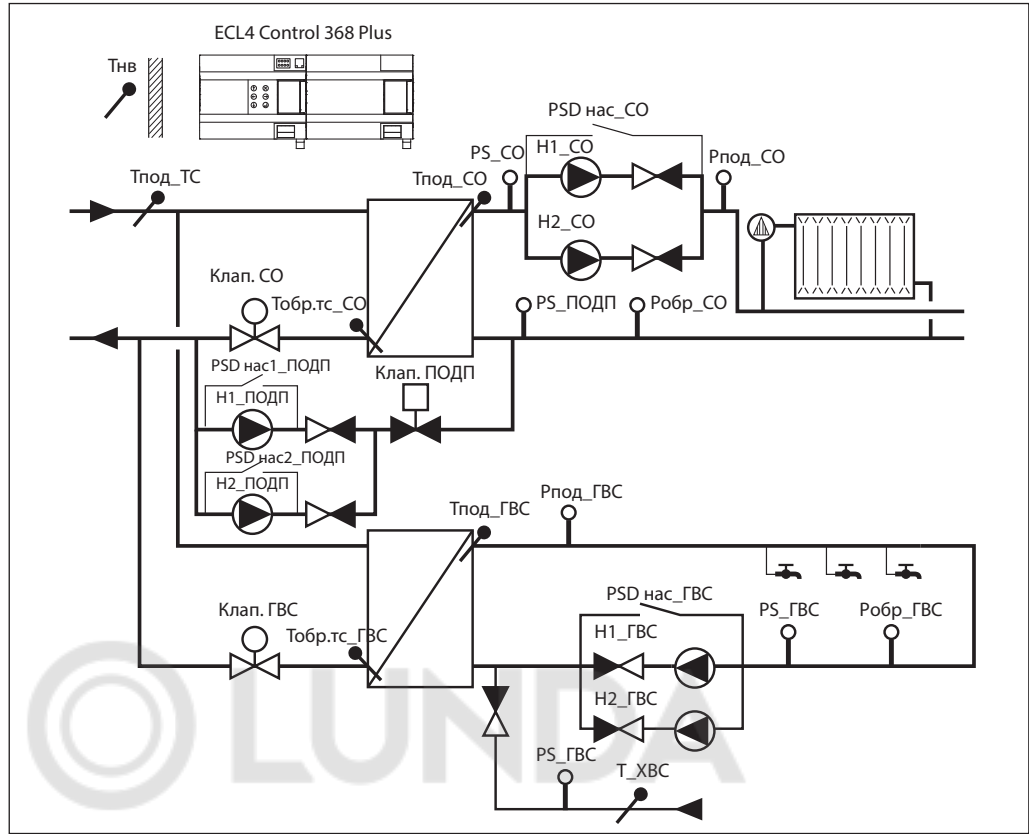 ECL4 Control 368 Plus
Тнв
PSD нас_СО
PS_СО
Н1_СО
Рпод_СО
Тпод_ТС
Тпод_СО
Н2_СО
Клап. СО
Тобр.тс_СО
PS_ПОДП
Робр_СО
PSD нас1_ПОДП
Клап. ПОДП
Н1_ПОДП
PSD нас2_ПОДП
Н2_ПОДП
Рпод_ГВС
Тпод_ГВС
PSD нас_ГВС
Клап. ГВС
Н1_ГВС
PS_ГВС
Робр_ГВС
Тобр.тс_ГВС
Н2_ГВС
PS_ГВС
Т_ХВС
LUNDA